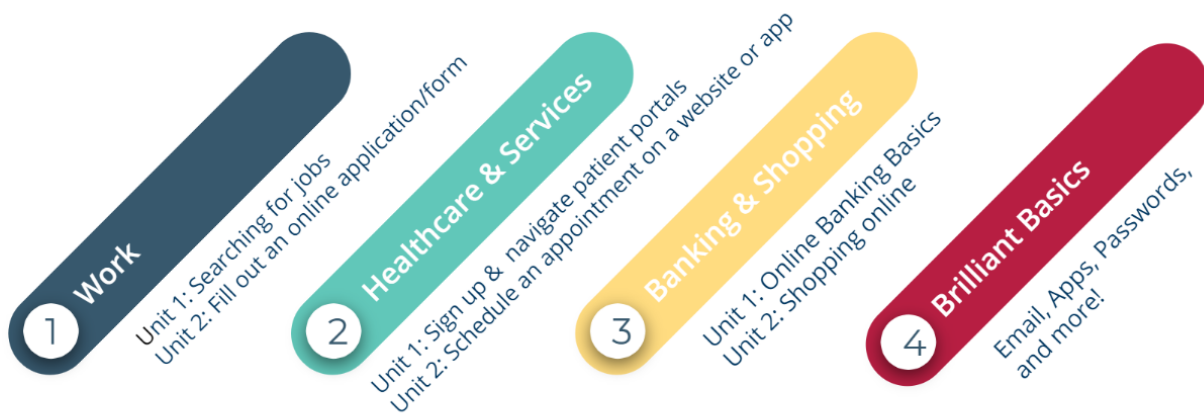 1
Work
Unit 1: Searching for jobs
Unit 2: Fill out an online application/form
2
Healthcare & Services
Unit 1: Sign up & navigate patient portals
Unit 2: Schedule an appointment on a website or app
3
Banking & Shopping
Unit 1: Online Banking Basics
Unit 2: Shopping online
4
Brilliant Basics
Email, Apps, Passwords,
and more!